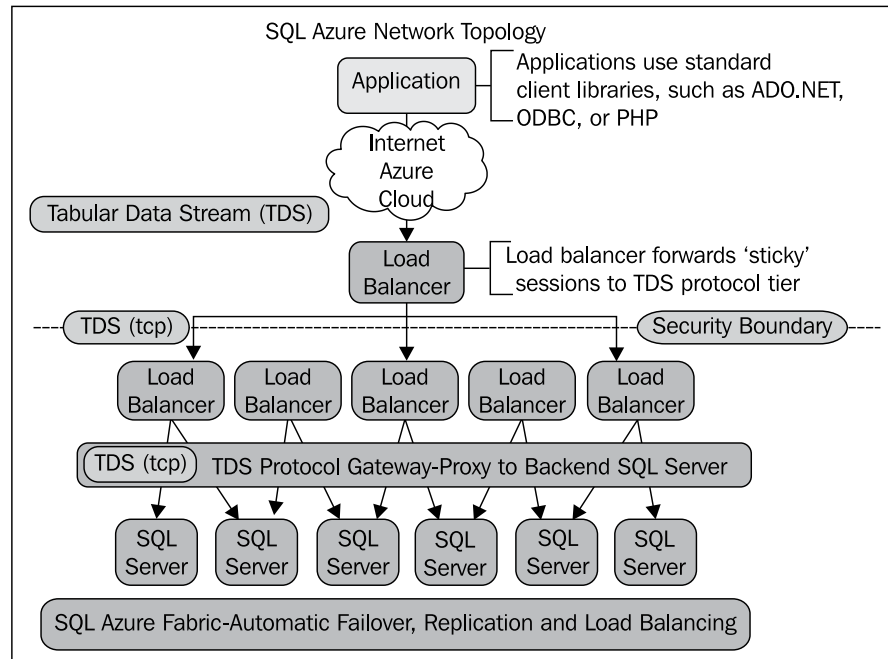 SQL Azure Network Topology
Application
Applications use standard
client libraries, such as ADO.NET,
ODBC, or PHP
Internet
Azure
Cloud
Tabular Data Stream (TDS)
Load
Balancer
Load balancer forwards ‘sticky’
sessions to TDS protocol tier
TDS (tcp)
Security Boundary
Load
Balancer
Load
Balancer
Load
Balancer
Load
Balancer
Load
Balancer
TDS (tcp)
TDS Protocol Gateway-Proxy to Backend SQL Server
SQL
Server
SQL
Server
SQL
Server
SQL
Server
SQL
Server
SQL
Server
SQL Azure Fabric-Automatic Failover, Replication and Load Balancing